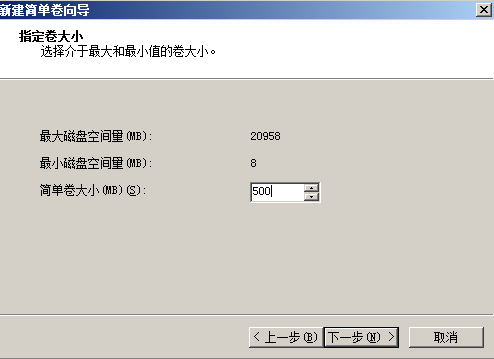 新建简单卷向导
指定卷大小
选择介于最大和最小值的卷大小。
最大磁盘空间量(MB): 20958
最小磁盘空间量(MB): 8
简单卷大小(MB)(S): 500
< 上一步(B) 下一步(N) > 取消